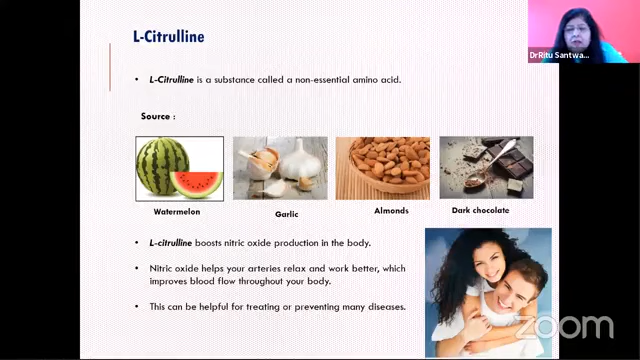 L-Citrulline
DrRitu Santwa...
• L-Citrulline is a substance called a non-essential amino acid.
Source :
Watermelon
Garlic
Almonds
Dark chocolate
• L-citrulline boosts nitric oxide production in the body.
• Nitric oxide helps your arteries relax and work better, which
improves blood flow throughout your body.
• This can be helpful for treating or preventing many diseases.
zoom